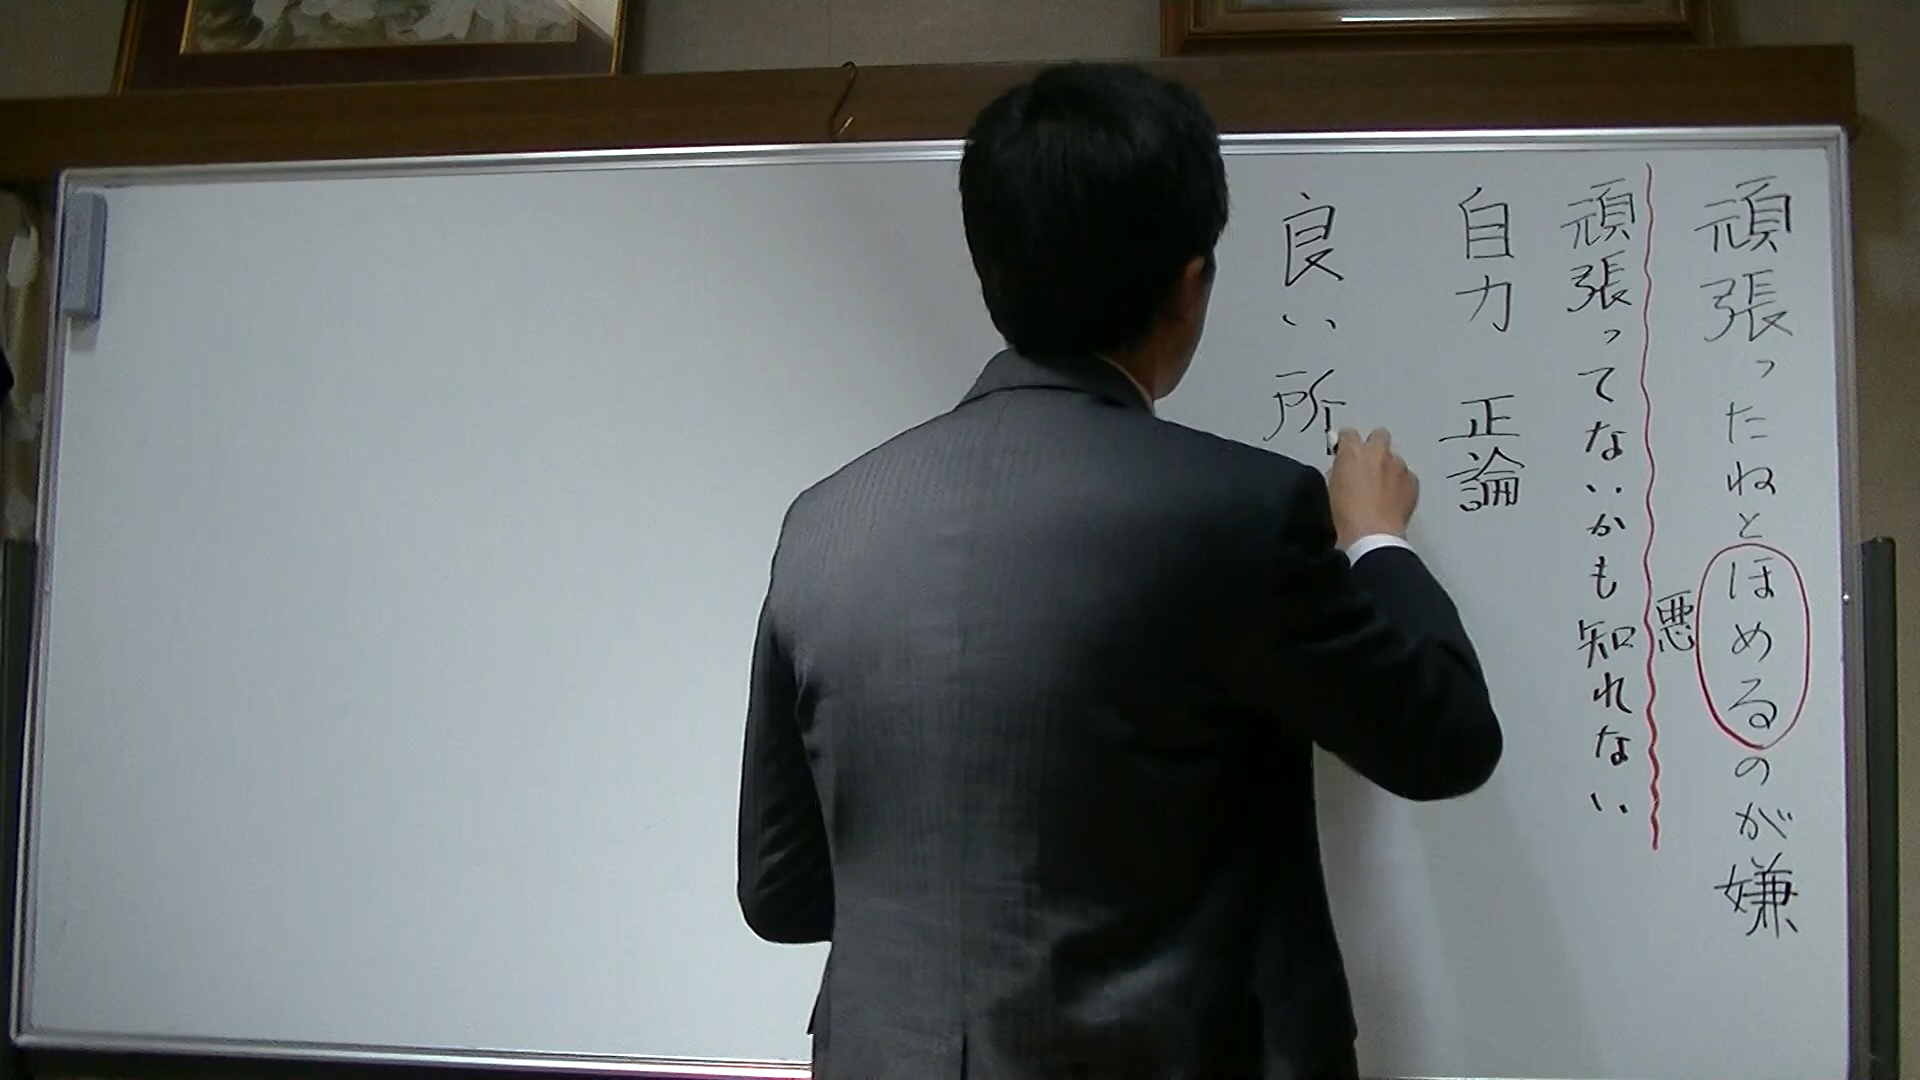 頑張ったねとほめるのが嫌
悪
頑張ってないかも知れない
自力 正論
良い所